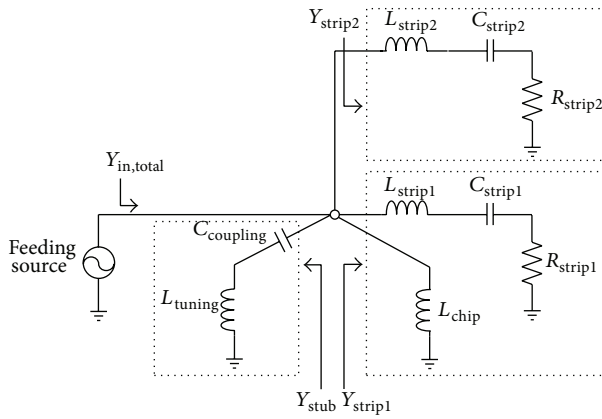 Y_strip2
L_strip2
C_strip2
R_strip2
Y_in,total
L_strip1
C_strip1
C_coupling
Feeding
source
R_strip1
L_tuning
L_chip
Y_stub
Y_strip1